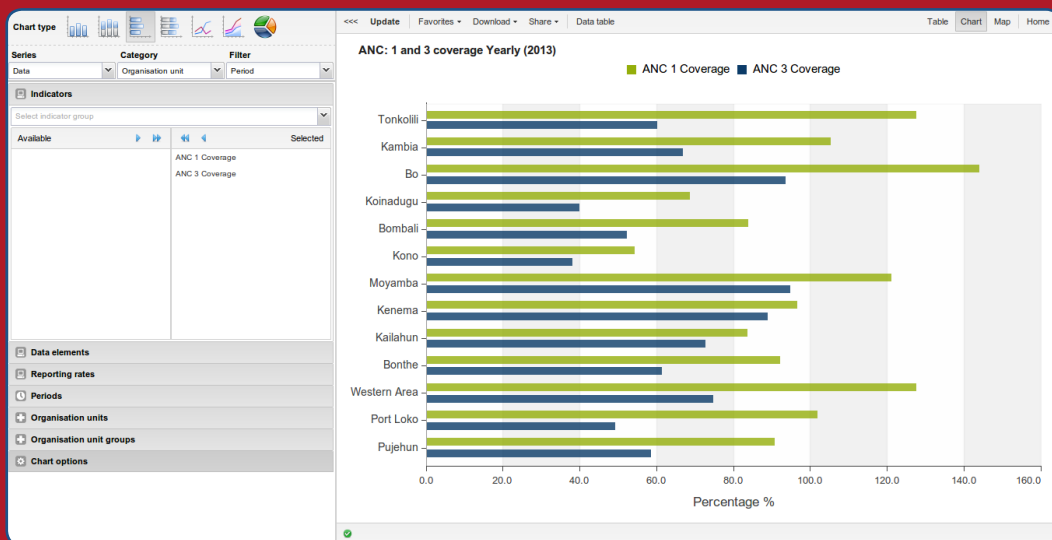 Chart type
<<< Update Favorites Download Share Data table Table Chart Map Home
Series Category Filter
Data Organisation unit Period
Indicators
Select indicator group
Available Selected
ANC 1 Coverage
ANC 3 Coverage
Data elements
Reporting rates
Periods
Organisation units
Organisation unit groups
Chart options
ANC: 1 and 3 coverage Yearly (2013)
ANC 1 Coverage ANC 3 Coverage
Tonkolili
Kambia
Bo
Koinadugu
Bombali
Kono
Moyamba
Kenema
Kailahun
Bonthe
Western Area
Port Loko
Pujehun
0.0 20.0 40.0 60.0 80.0 100.0 120.0 140.0 160.0
Percentage %